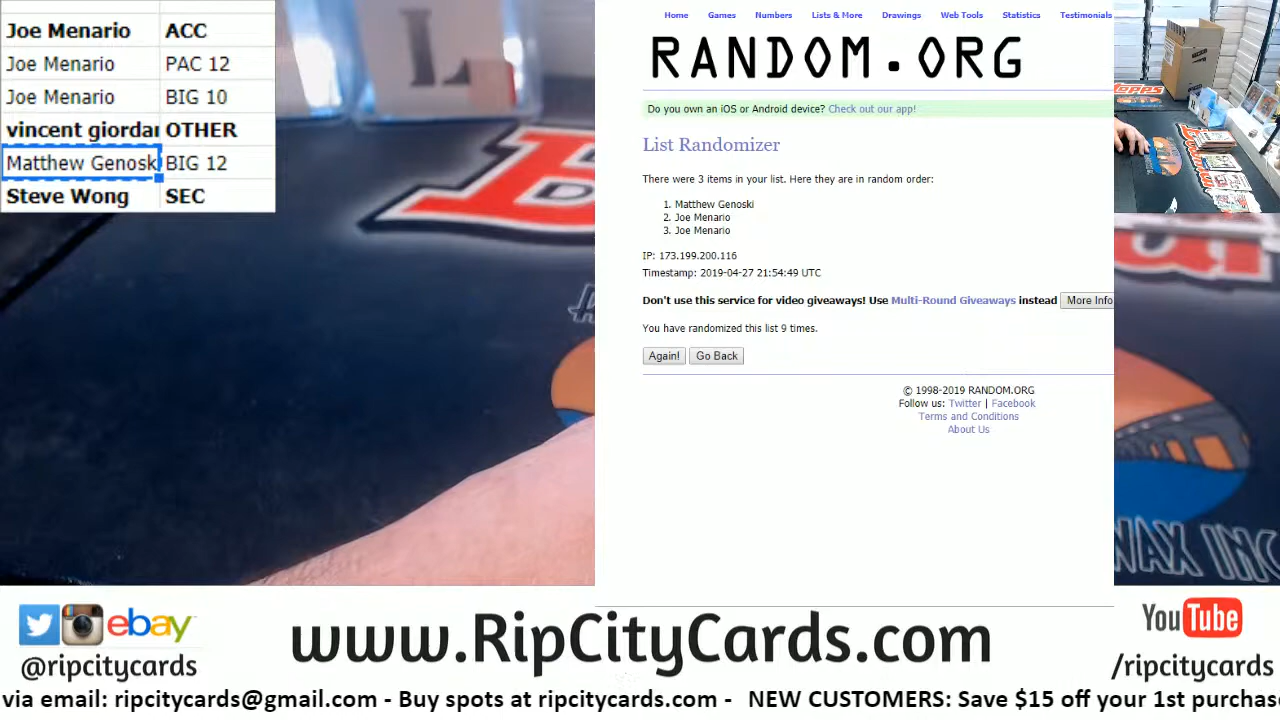 Joe Menario ACC
Joe Menario PAC 12
Joe Menario BIG 10
vincent giordar OTHER
Matthew Genosk BIG 12
Steve Wong SEC
L
Home Games Numbers Lists & More Drawings Web Tools Statistics Testimonials
RANDOM.ORG
Do you own an iOS or Android device? Check out our app!
List Randomizer
There were 3 items in your list. Here they are in random order:
1. Matthew Genoski
2. Joe Menario
3. Joe Menario
IP: 173.199.200.116
Timestamp: 2019-04-27 21:54:49 UTC
Don't use this service for video giveaways! Use Multi-Round Giveaways instead More Info
You have randomized this list 9 times.
Again! Go Back
© 1998-2019 RANDOM.ORG
Follow us: Twitter | Facebook
Terms and Conditions
About Us
topps
WAX INC
ebay
@ripcitycards
www.RipCityCards.com
YouTube
/ripcitycards
via email: ripcitycards@gmail.com - Buy spots at ripcitycards.com - NEW CUSTOMERS: Save $15 off your 1st purchase